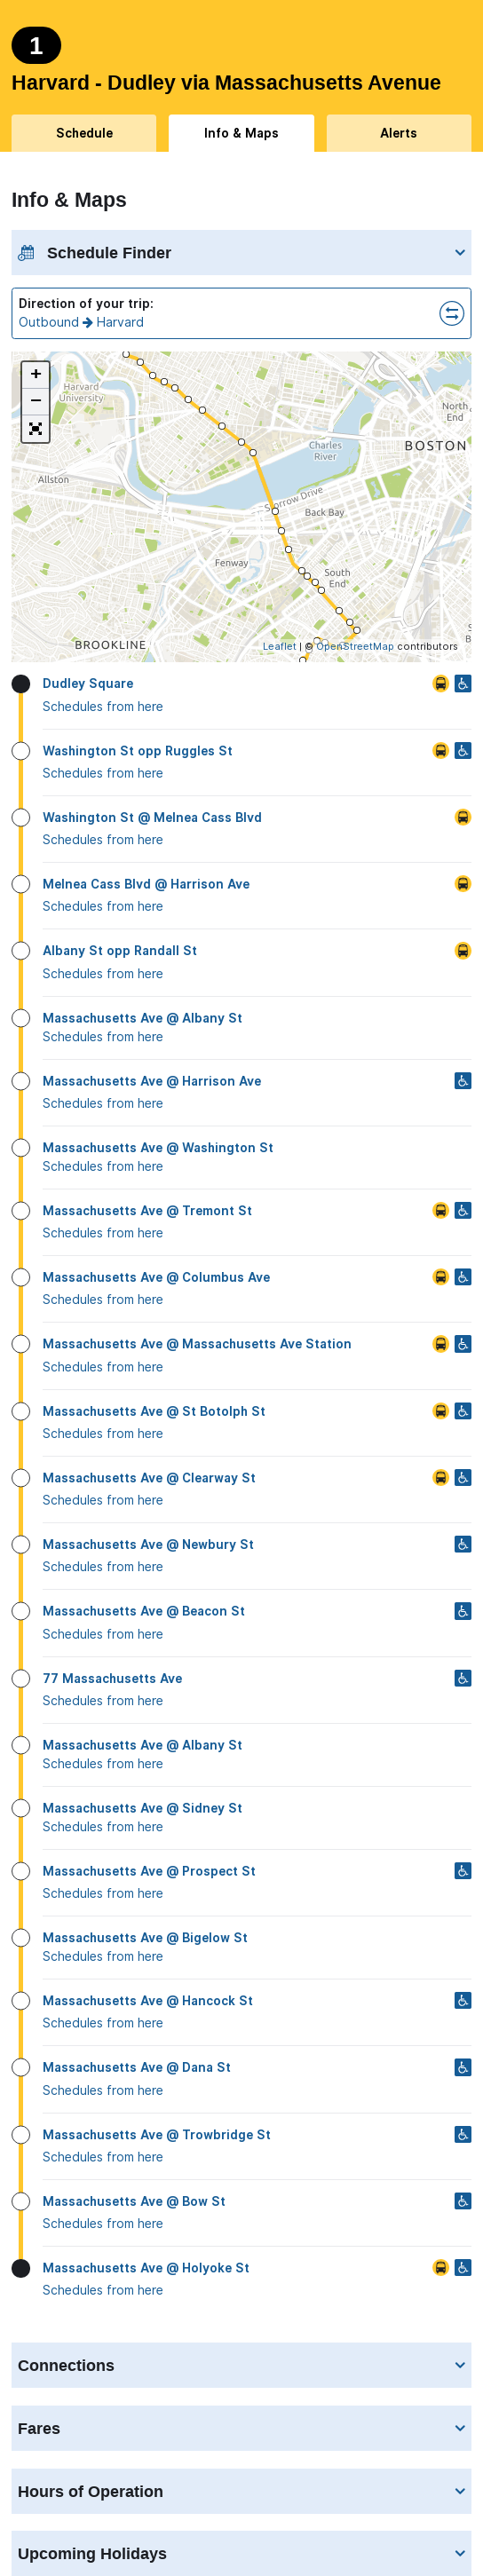 1
Harvard - Dudley via Massachusetts Avenue
Schedule
Info & Maps
Alerts
Info & Maps
Schedule Finder
Direction of your trip:
Outbound → Harvard
+
−
Harvard
University
North
End
BOSTON
Charles
River
Allston
Storrow Drive
Back Bay
Fenway
South
End
BROOKLINE
Leaflet | © OpenStreetMap contributors
Dudley Square
Schedules from here
Washington St opp Ruggles St
Schedules from here
Washington St @ Melnea Cass Blvd
Schedules from here
Melnea Cass Blvd @ Harrison Ave
Schedules from here
Albany St opp Randall St
Schedules from here
Massachusetts Ave @ Albany St
Schedules from here
Massachusetts Ave @ Harrison Ave
Schedules from here
Massachusetts Ave @ Washington St
Schedules from here
Massachusetts Ave @ Tremont St
Schedules from here
Massachusetts Ave @ Columbus Ave
Schedules from here
Massachusetts Ave @ Massachusetts Ave Station
Schedules from here
Massachusetts Ave @ St Botolph St
Schedules from here
Massachusetts Ave @ Clearway St
Schedules from here
Massachusetts Ave @ Newbury St
Schedules from here
Massachusetts Ave @ Beacon St
Schedules from here
77 Massachusetts Ave
Schedules from here
Massachusetts Ave @ Albany St
Schedules from here
Massachusetts Ave @ Sidney St
Schedules from here
Massachusetts Ave @ Prospect St
Schedules from here
Massachusetts Ave @ Bigelow St
Schedules from here
Massachusetts Ave @ Hancock St
Schedules from here
Massachusetts Ave @ Dana St
Schedules from here
Massachusetts Ave @ Trowbridge St
Schedules from here
Massachusetts Ave @ Bow St
Schedules from here
Massachusetts Ave @ Holyoke St
Schedules from here
Connections
Fares
Hours of Operation
Upcoming Holidays